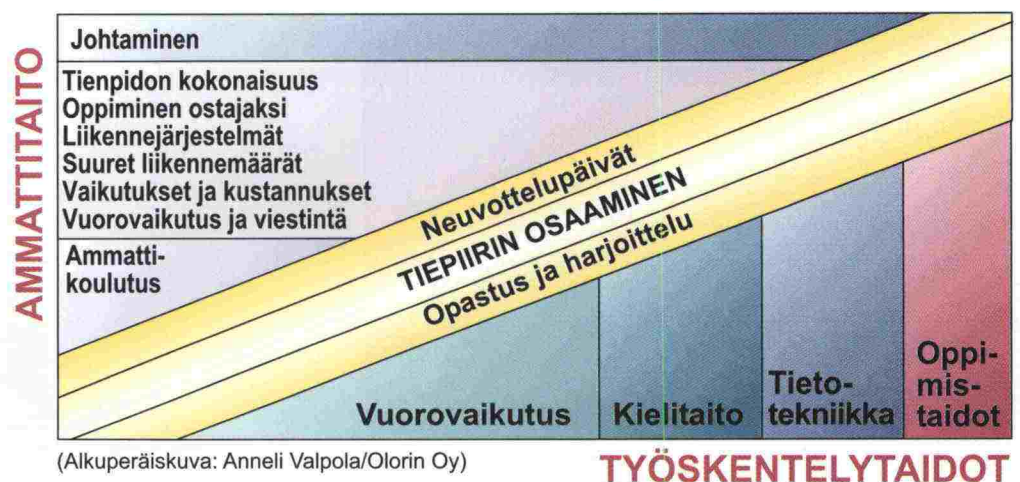 AMMATTITAITO
Johtaminen
Tienpidon kokonaisuus
Oppiminen ostajaksi
Liikennejärjestelmät
Suuret liikennemäärät
Vaikutukset ja kustannukset
Vuorovaikutus ja viestintä
Ammatti-
koulutus
Neuvottelupäivät
TIEPIIRIN OSAAMINEN
Opastus ja harjoittelu
Vuorovaikutus
Kielitaito
Tieto-
tekniikka
Oppi-
mis-
taidot
(Alkuperäiskuva: Anneli Valpola/Olorin Oy)
TYÖSKENTELYTAIDOT